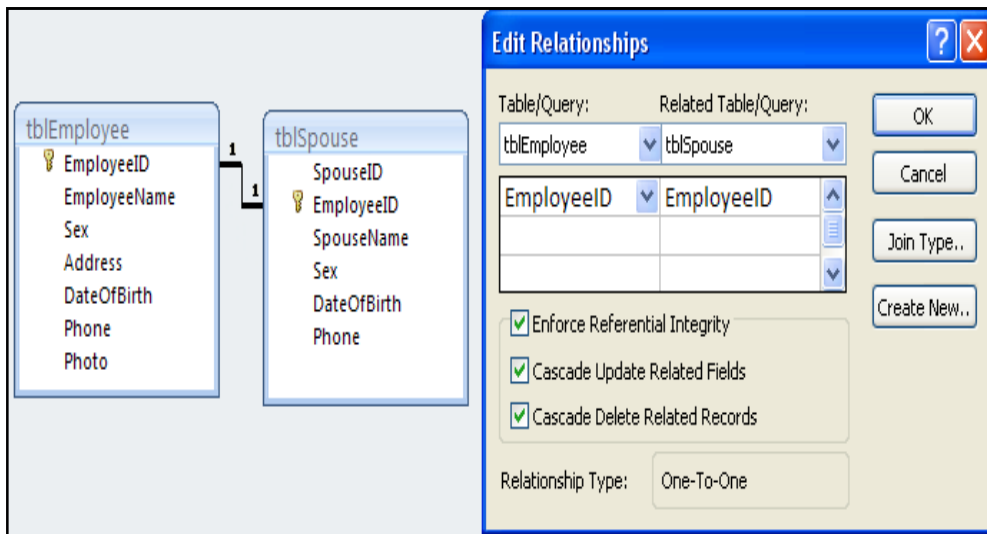 tblEmployee
EmployeeID
EmployeeName
Sex
Address
DateOfBirth
Phone
Photo
1
1
tblSpouse
SpouseID
EmployeeID
SpouseName
Sex
DateOfBirth
Phone
Edit Relationships
?
Table/Query: Related Table/Query:
tblEmployee tblSpouse
EmployeeID EmployeeID
Enforce Referential Integrity
Cascade Update Related Fields
Cascade Delete Related Records
Relationship Type: One-To-One
OK
Cancel
Join Type..
Create New..